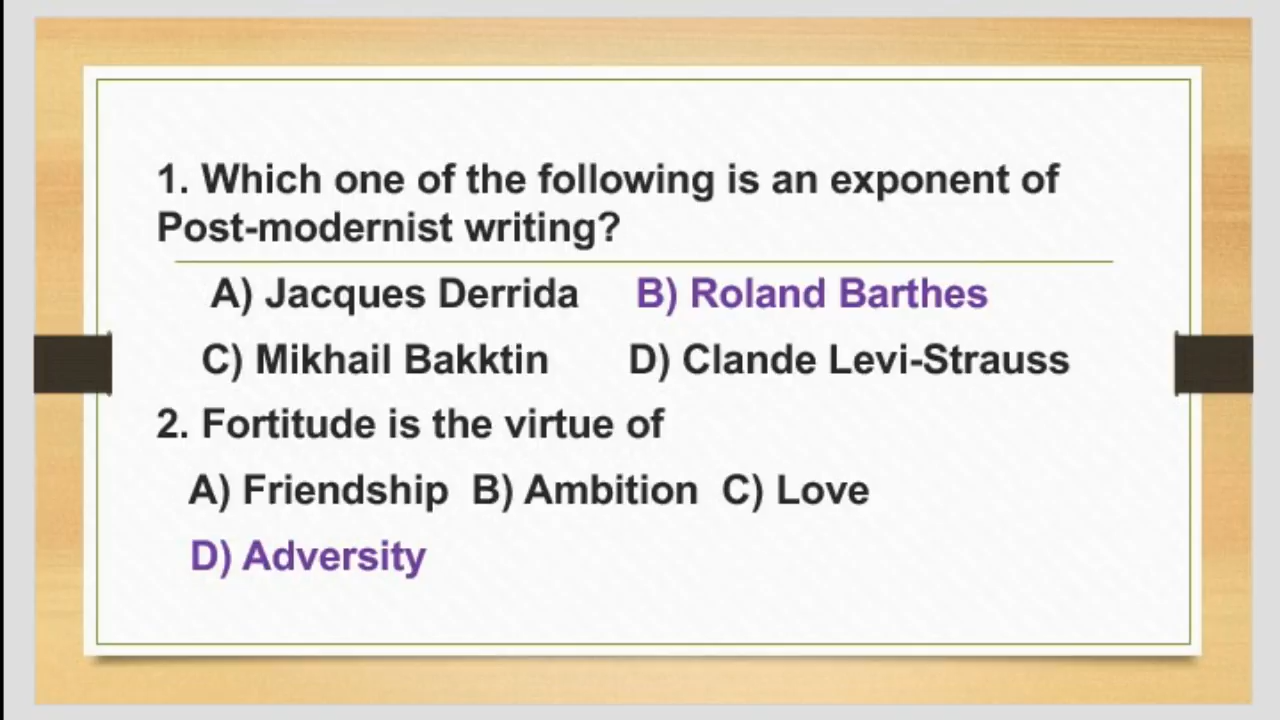 1. Which one of the following is an exponent of
Post-modernist writing?
A) Jacques Derrida B) Roland Barthes
C) Mikhail Bakktin D) Clande Levi-Strauss
2. Fortitude is the virtue of
A) Friendship B) Ambition C) Love
D) Adversity